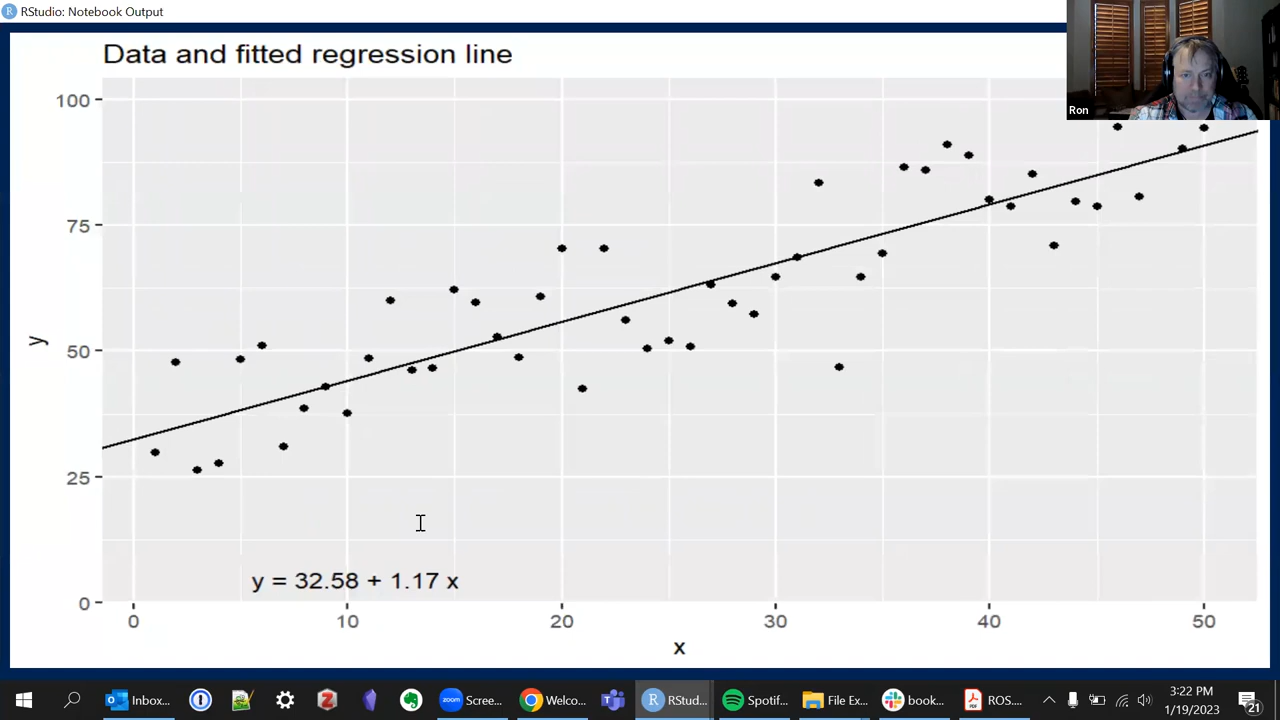 RStudio: Notebook Output
Ron
Data and fitted regression line
100
75
50
25
0
y
y = 32.58 + 1.17 x
0 10 20 30 40 50
x
Inbox... Scree... Welco... RStud... Spotif... File Ex... book... ROS.... 3:22 PM
zoom
1/19/2023
21